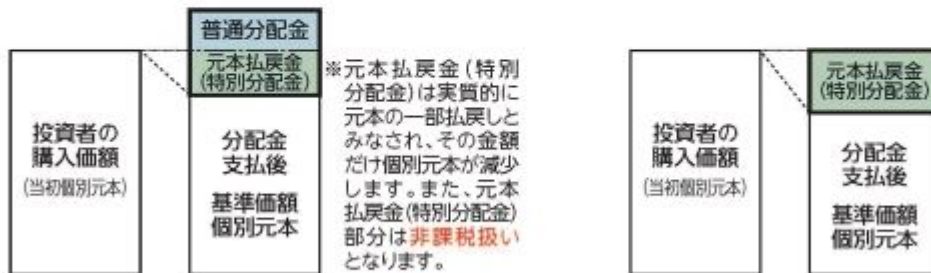 普通分配金
元本払戻金
(特別分配金)
投資者の
購入価額
(当初個別元本)
分配金
支払後
基準価額
個別元本
※元本払戻金(特別
分配金)は実質的に
元本の一部払戻しと
みなされ、その金額
だけ個別元本が減少
します。また、元本
払戻金(特別分配金)
部分は非課税扱い
となります。
元本払戻金
(特別分配金)
投資者の
購入価額
(当初個別元本)
分配金
支払後
基準価額
個別元本